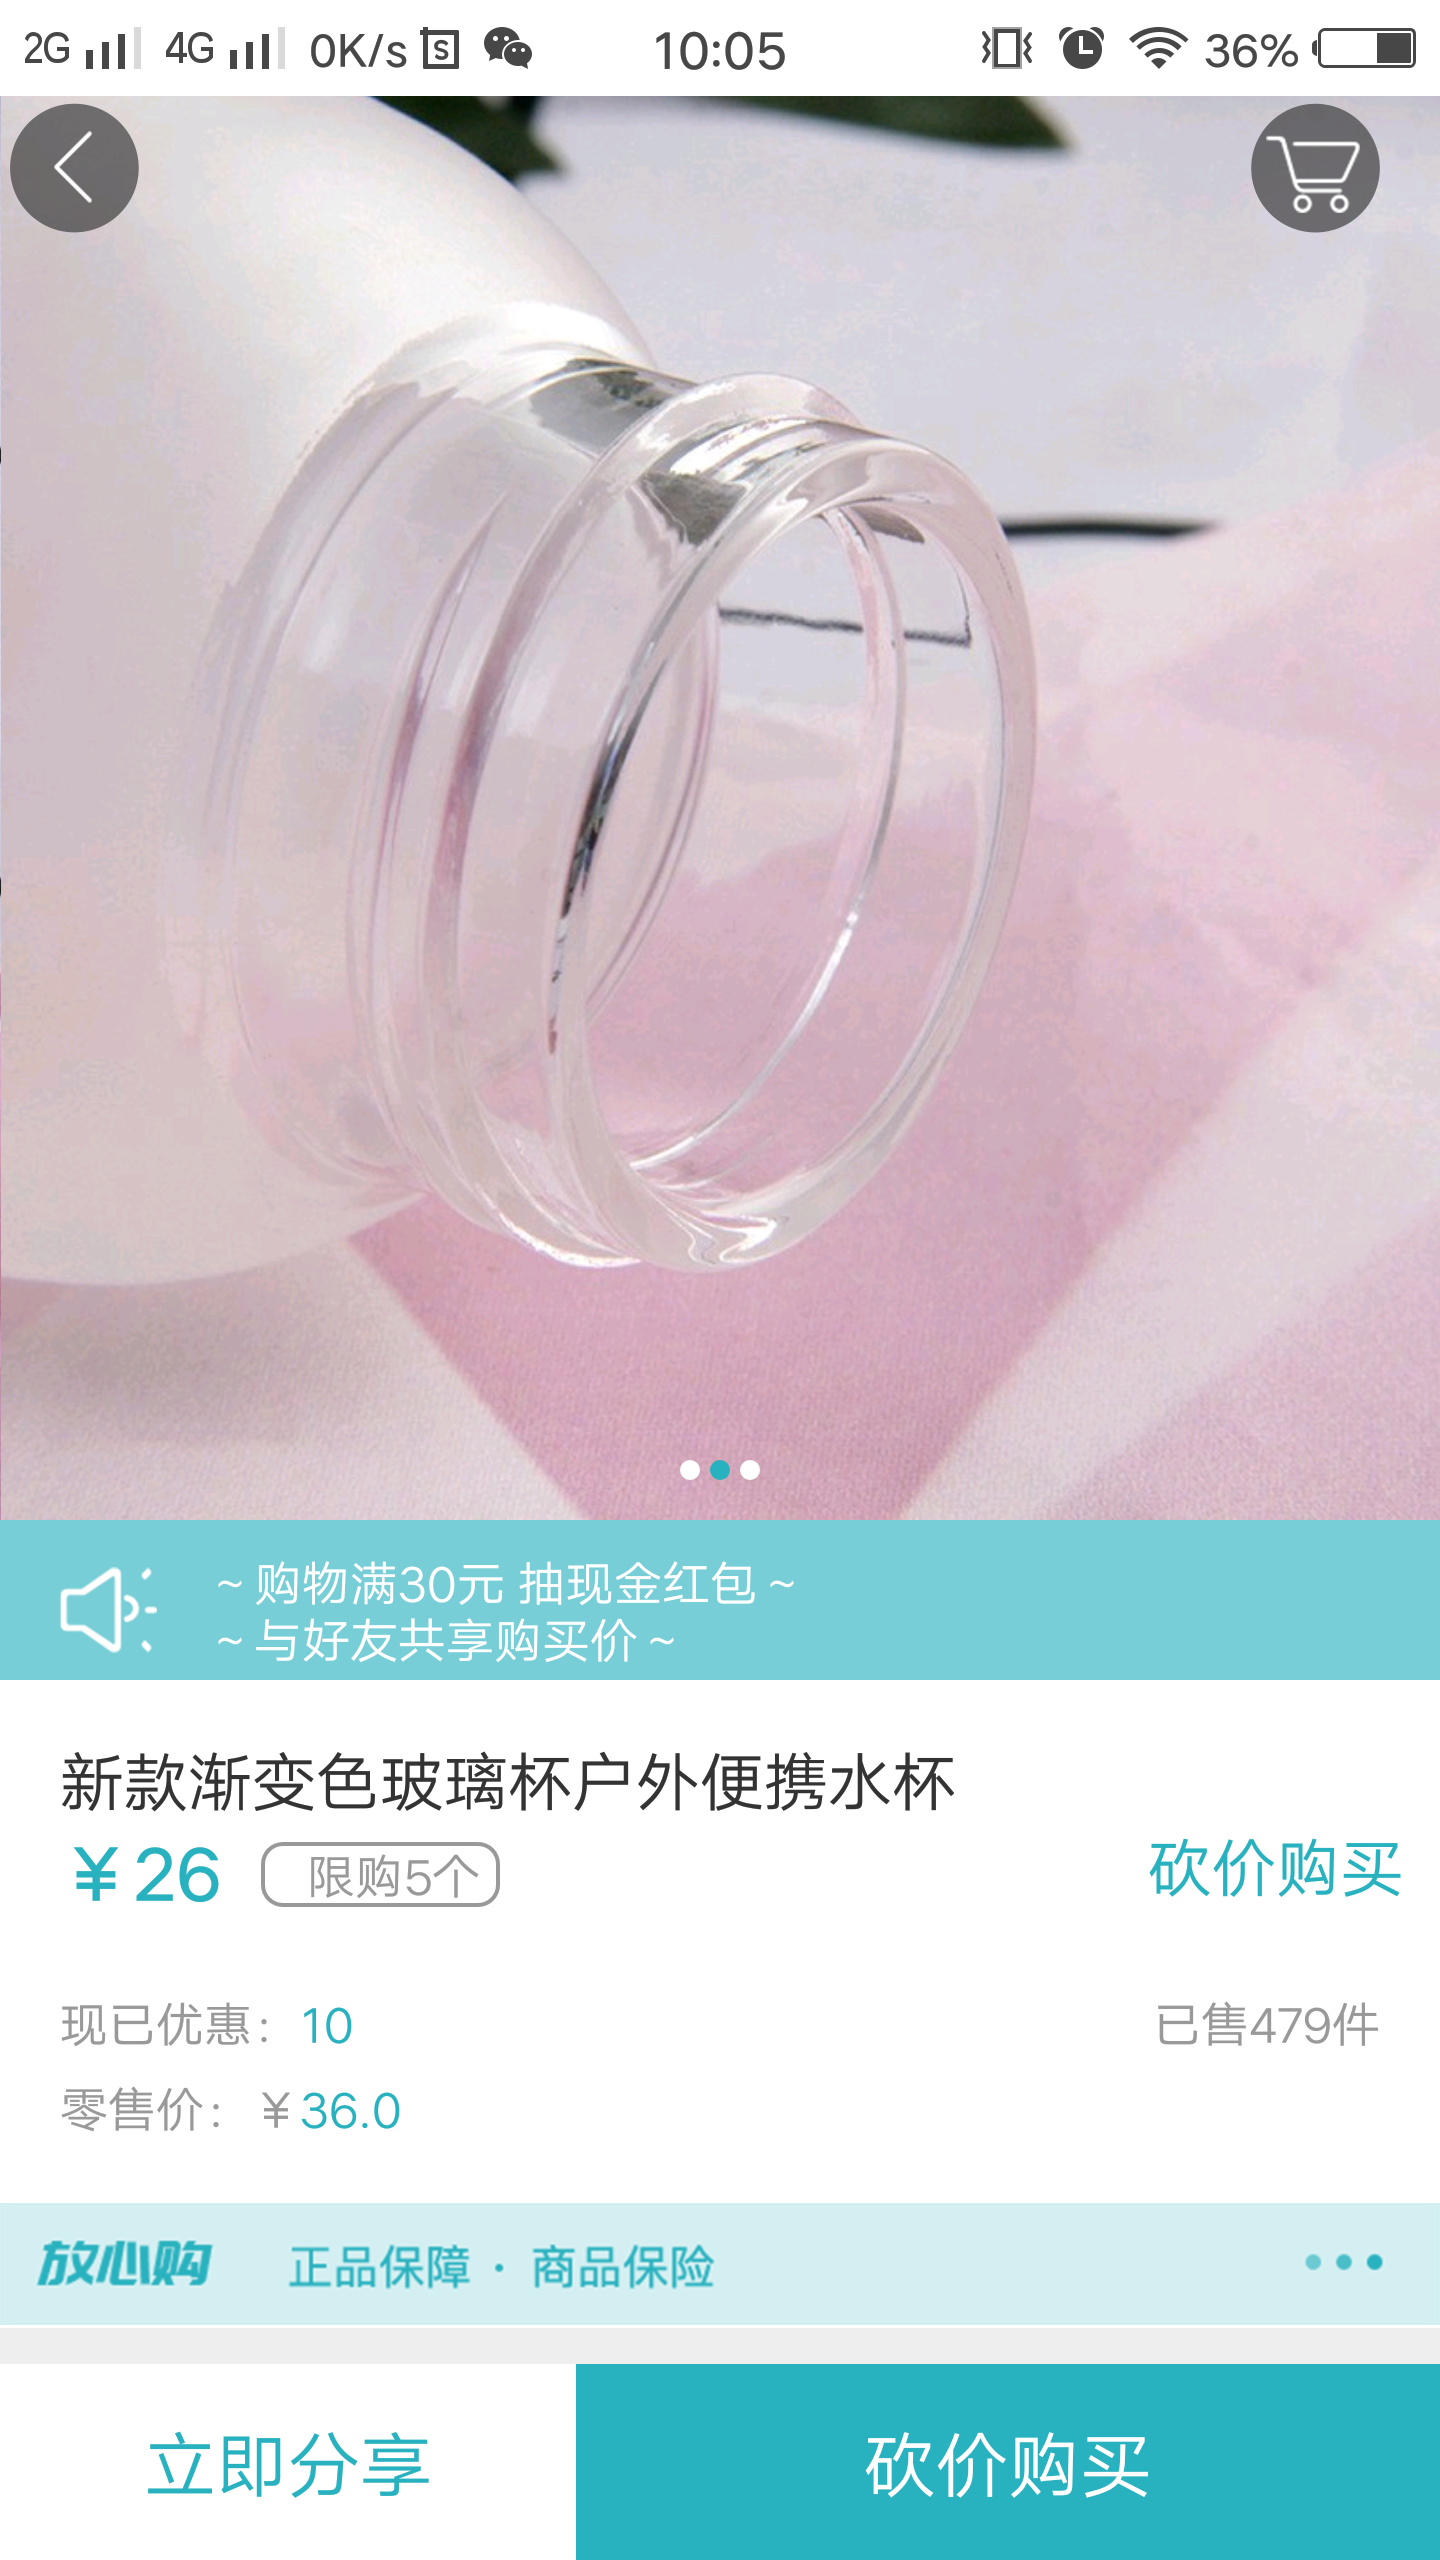 2G 4G 0K/s 10:05 36%
~ 购物满30元 抽现金红包 ~
~ 与好友共享购买价 ~
新款渐变色玻璃杯户外便携水杯
￥26 限购5个 砍价购买
现已优惠：10 已售479件
零售价：￥36.0
放心购 正品保障 · 商品保险
立即分享 砍价购买